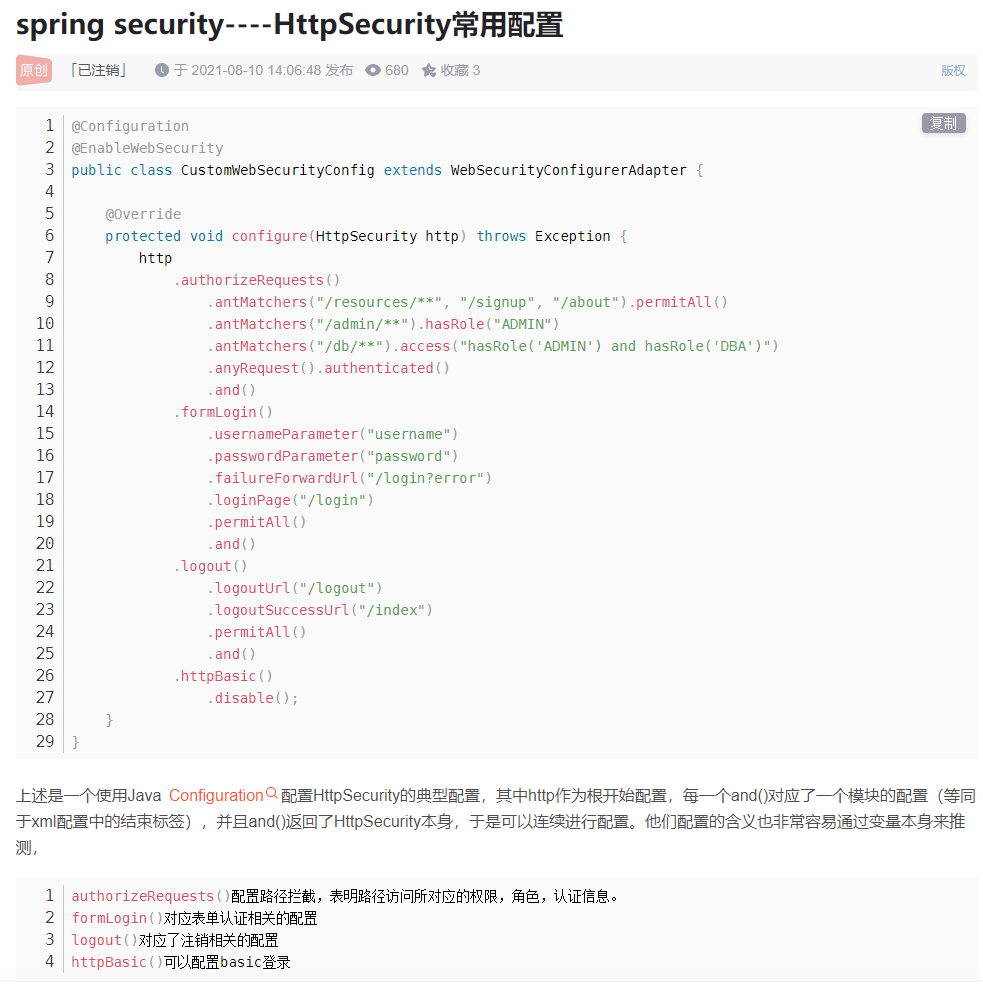 spring security----HttpSecurity常用配置
原创 「已注销」 于 2021-08-10 14:06:48 发布 680 收藏 3 版权
复制
1 @Configuration
2 @EnableWebSecurity
3 public class CustomWebSecurityConfig extends WebSecurityConfigurerAdapter {
4
5 @Override
6 protected void configure(HttpSecurity http) throws Exception {
7 http
8 .authorizeRequests()
9 .antMatchers("/resources/**", "/signup", "/about").permitAll()
10 .antMatchers("/admin/**").hasRole("ADMIN")
11 .antMatchers("/db/**").access("hasRole('ADMIN') and hasRole('DBA')")
12 .anyRequest().authenticated()
13 .and()
14 .formLogin()
15 .usernameParameter("username")
16 .passwordParameter("password")
17 .failureForwardUrl("/login?error")
18 .loginPage("/login")
19 .permitAll()
20 .and()
21 .logout()
22 .logoutUrl("/logout")
23 .logoutSuccessUrl("/index")
24 .permitAll()
25 .and()
26 .httpBasic()
27 .disable();
28 }
29 }
上述是一个使用Java Configuration配置HttpSecurity的典型配置，其中http作为根开始配置，每一个and()对应了一个模块的配置（等同
于xml配置中的结束标签），并且and()返回了HttpSecurity本身，于是可以连续进行配置。他们配置的含义也非常容易通过变量本身来推
测，
1 authorizeRequests()配置路径拦截，表明路径访问所对应的权限，角色，认证信息。
2 formLogin()对应表单认证相关的配置
3 logout()对应了注销相关的配置
4 httpBasic()可以配置basic登录